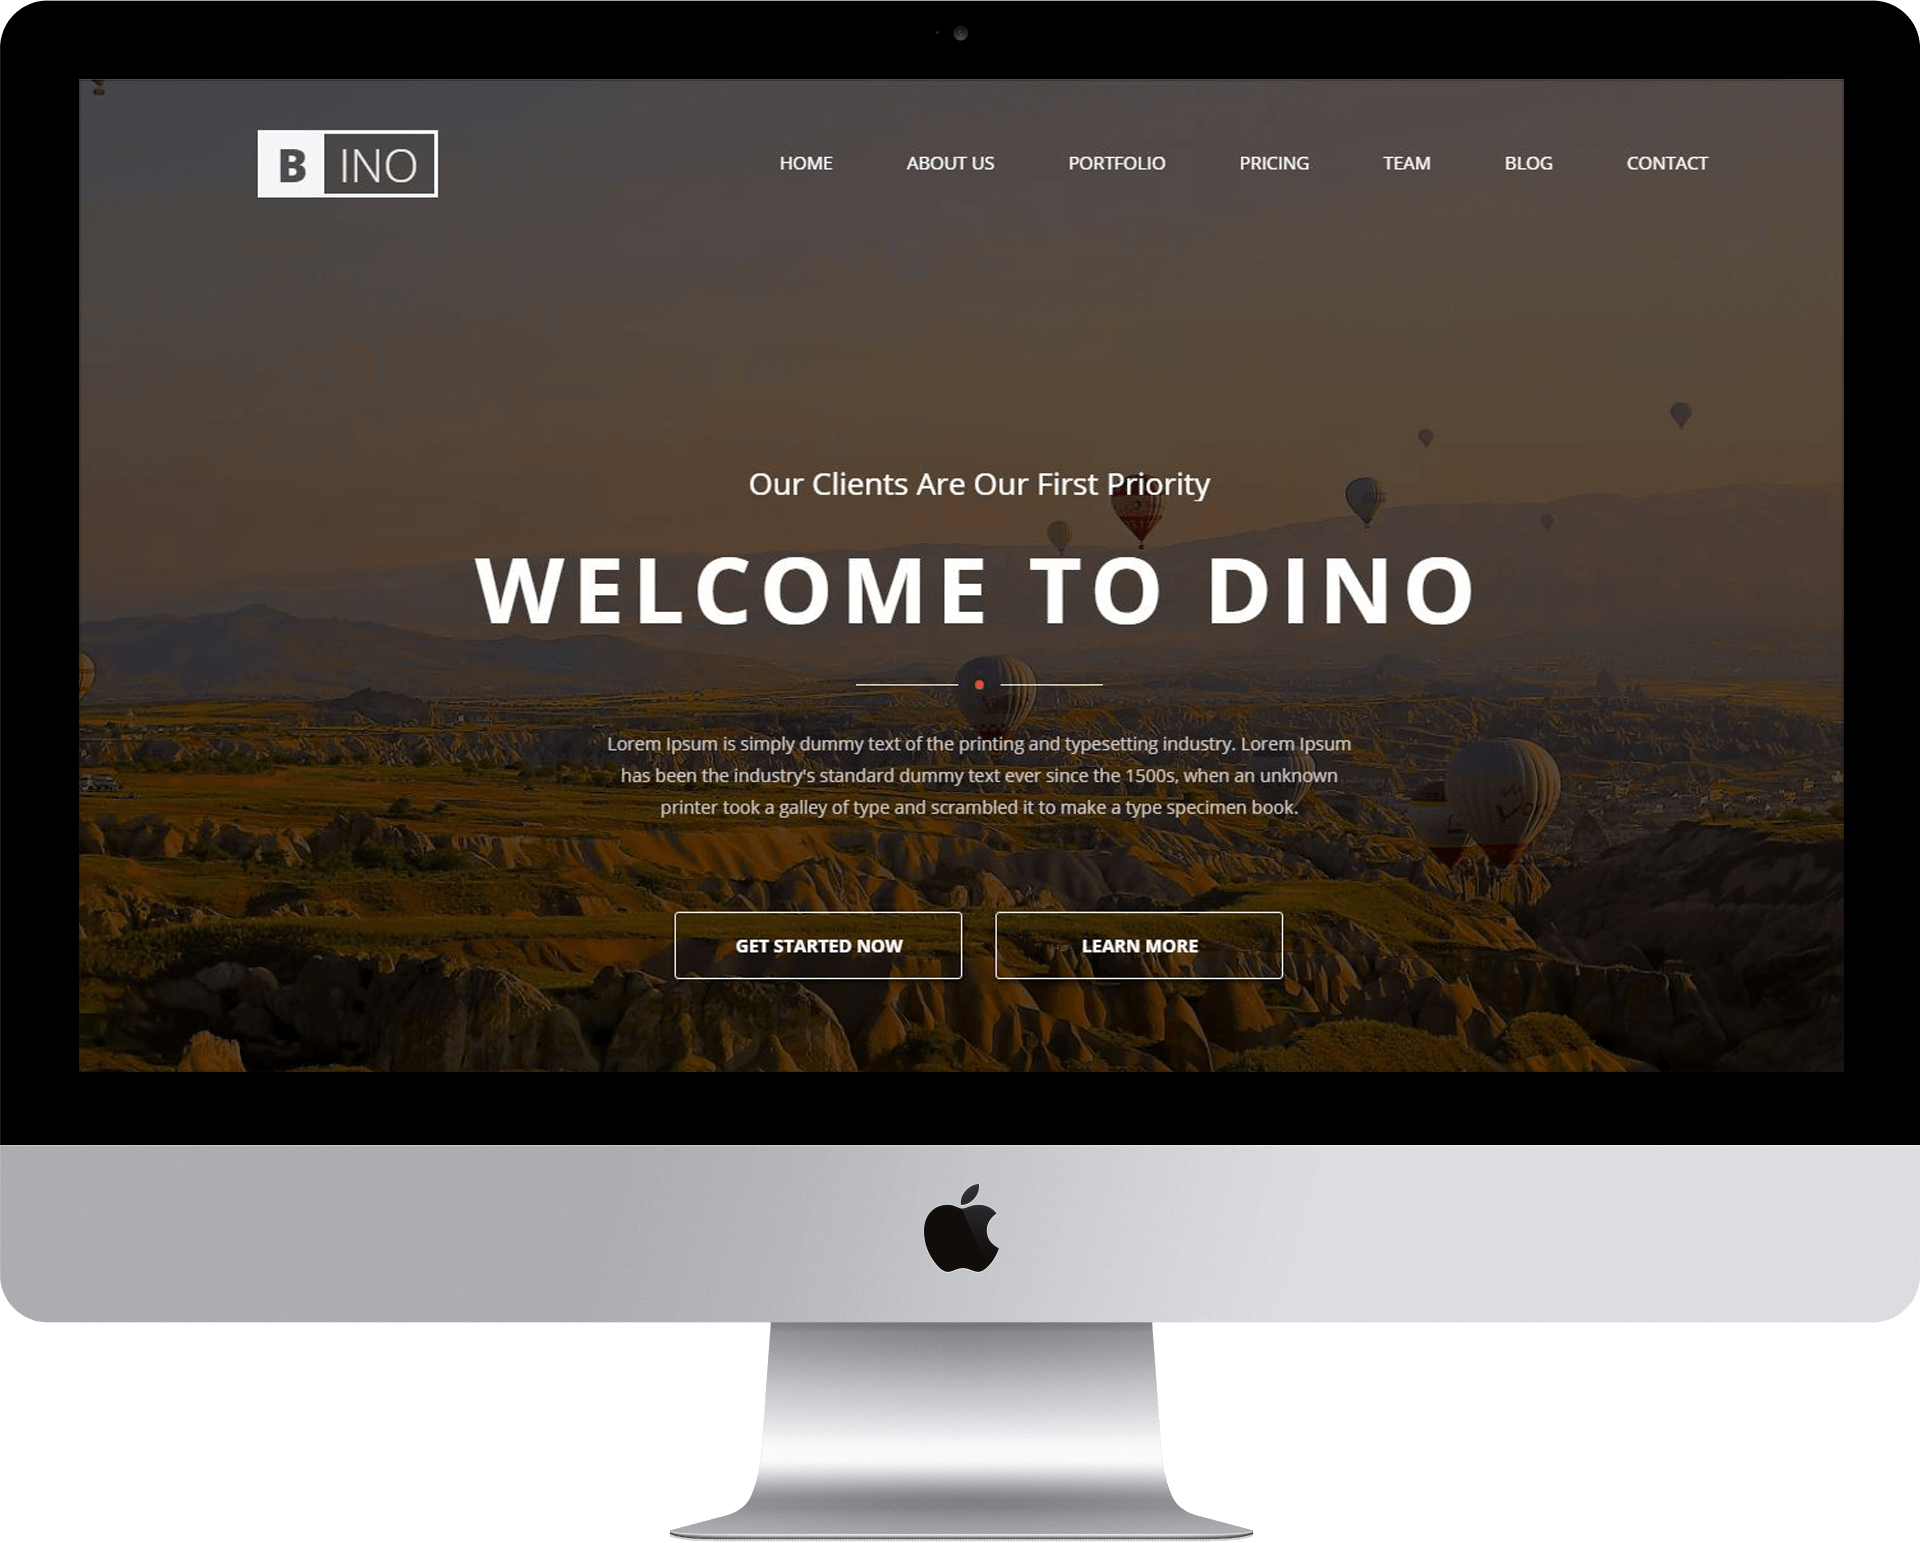 B INO
HOME ABOUT US PORTFOLIO PRICING TEAM BLOG CONTACT
Our Clients Are Our First Priority
WELCOME TO DINO
Lorem Ipsum is simply dummy text of the printing and typesetting industry. Lorem Ipsum
has been the industry's standard dummy text ever since the 1500s, when an unknown
printer took a galley of type and scrambled it to make a type specimen book.
GET STARTED NOW LEARN MORE